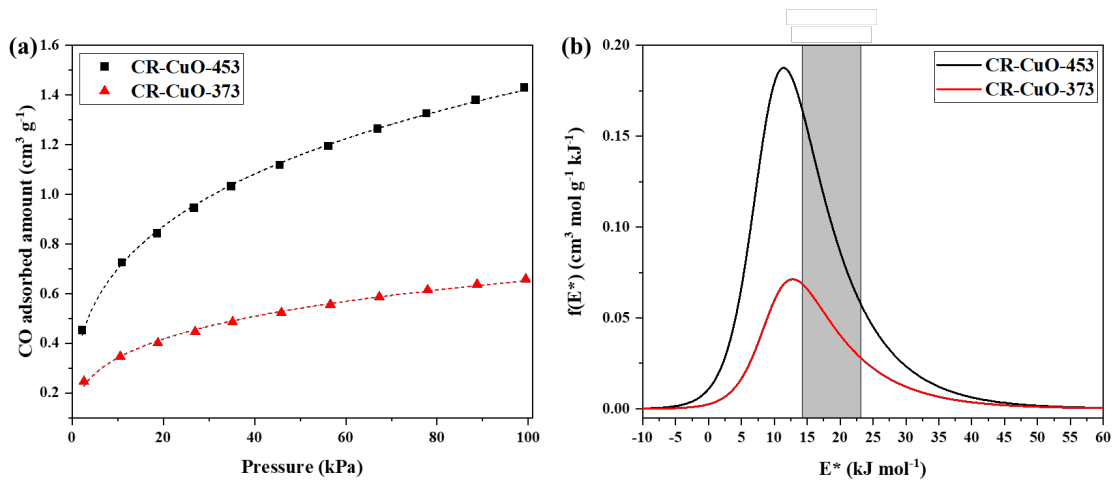 (a)
CR-CuO-453
CR-CuO-373
CO adsorbed amount (cm³ g⁻¹)
1.6
1.4
1.2
1.0
0.8
0.6
0.4
0.2
0 20 40 60 80 100
Pressure (kPa)
(b)
CR-CuO-453
CR-CuO-373
f(E*) (cm³ mol g⁻¹ kJ⁻¹)
0.20
0.15
0.10
0.05
0.00
-10 -5 0 5 10 15 20 25 30 35 40 45 50 55 60
E* (kJ mol⁻¹)